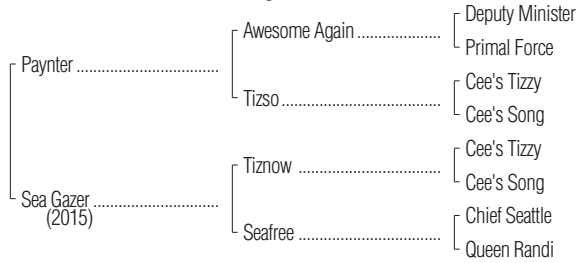 Deputy Minister
Awesome Again ....................
Primal Force
Paynter ..................................
Cee's Tizzy
Tizso ......................................
Cee's Song
Cee's Tizzy
Tiznow ..................................
Cee's Song
Sea Gazer ..............................
(2015)
Chief Seattle
Seafree ...................................
Queen Randi